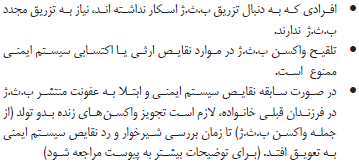 • افرادی که به دنبال تزریق ب.ث.ژ اسکار نداشته اند، نیاز به تزریق مجدد
ب.ث.ژ ندارند.
• تلقیح واکسن ب.ث.ژ در موارد نقایص ارثی یا اکتسابی سیستم ایمنی
ممنوع است.
• در صورت سابقه نقایص سیستم ایمنی و ابتلا به عفونت منتشر ب.ث.ژ
در فرزندان قبلی خانواده، لازم است تجویز واکسن های زنده بدو تولد (از
جمله واکسن ب.ث.ژ) تا زمان بررسی شیرخوار و رد نقایص سیستم ایمنی
به تعویق افتد. (برای توضیحات بیشتر به پیوست مراجعه شود)